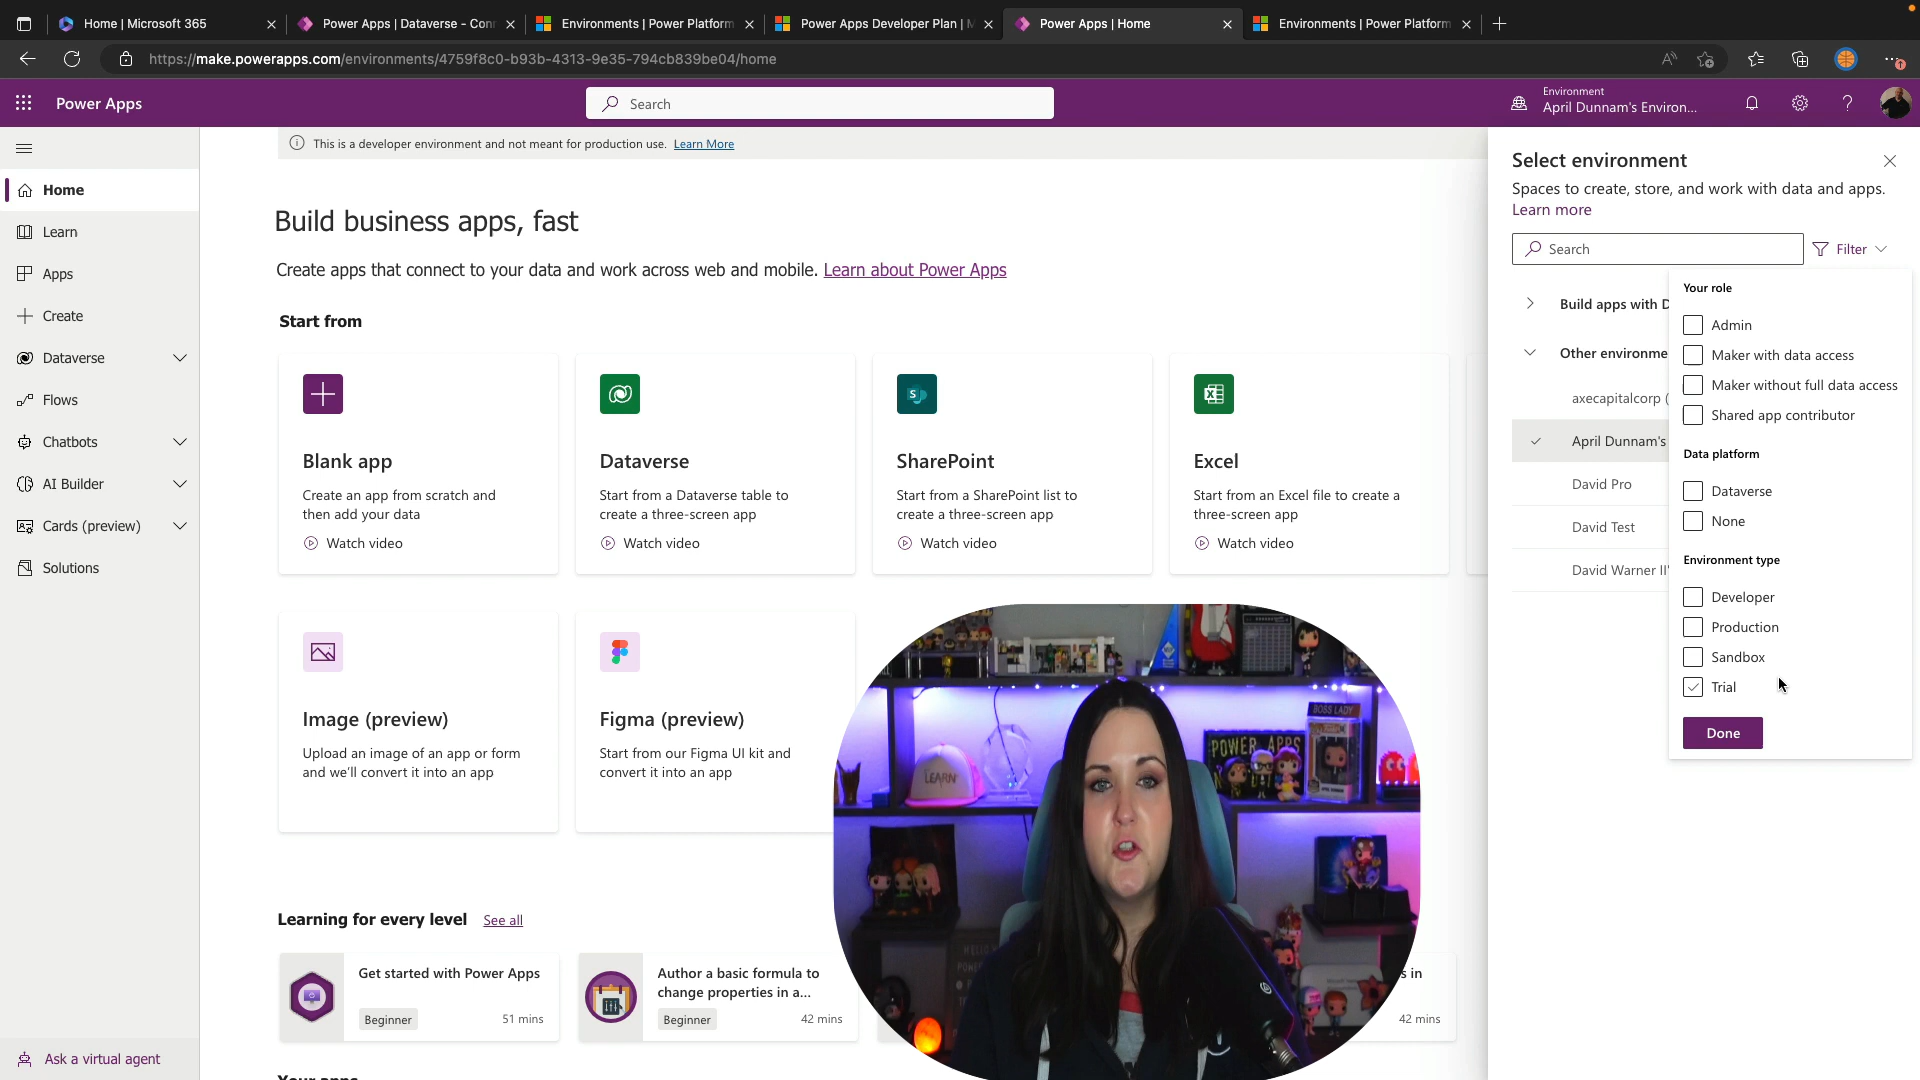 Home | Microsoft 365
Power Apps | Dataverse - Con
Environments | Power Platform
Power Apps Developer Plan | M
Power Apps | Home
Environments | Power Platform
https://make.powerapps.com/environments/4759f8c0-b93b-4313-9e35-794cb839be04/home
Power Apps
Search
Environment
April Dunnam's Environ...
This is a developer environment and not meant for production use. Learn More
Home
Learn
Apps
Create
Dataverse
Flows
Chatbots
AI Builder
Cards (preview)
Solutions
Ask a virtual agent
Build business apps, fast
Create apps that connect to your data and work across web and mobile. Learn about Power Apps
Start from
Blank app
Create an app from scratch and
then add your data
Watch video
Dataverse
Start from a Dataverse table to
create a three-screen app
Watch video
SharePoint
Start from a SharePoint list to
create a three-screen app
Watch video
Excel
Start from an Excel file to create a
three-screen app
Watch video
Image (preview)
Upload an image of an app or form
and we'll convert it into an app
Figma (preview)
Start from our Figma UI kit and
convert it into an app
BOSS LADY
POWER APPS
LEARN
HELLO
Learning for every level See all
Get started with Power Apps
Beginner
51 mins
Author a basic formula to
change properties in a...
Beginner
42 mins
s in
42 mins
Your apps
Select environment
Spaces to create, store, and work with data and apps.
Learn more
Search
Filter
Build apps with D
Other environme
axecapitalcorp (
April Dunnam's
David Pro
David Test
David Warner II'
Your role
Admin
Maker with data access
Maker without full data access
Shared app contributor
Data platform
Dataverse
None
Environment type
Developer
Production
Sandbox
Trial
Done